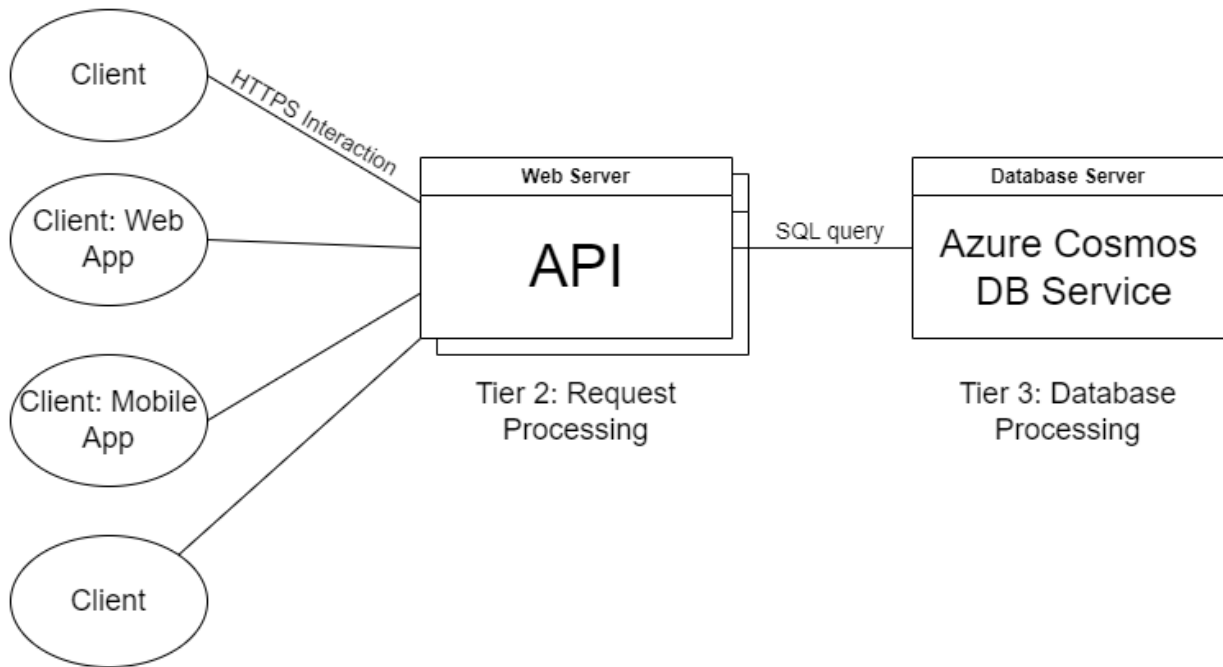 Client
HTTPS Interaction
Client: Web
App
Client: Mobile
App
Client
Web Server
API
Tier 2: Request
Processing
SQL query
Database Server
Azure Cosmos
DB Service
Tier 3: Database
Processing